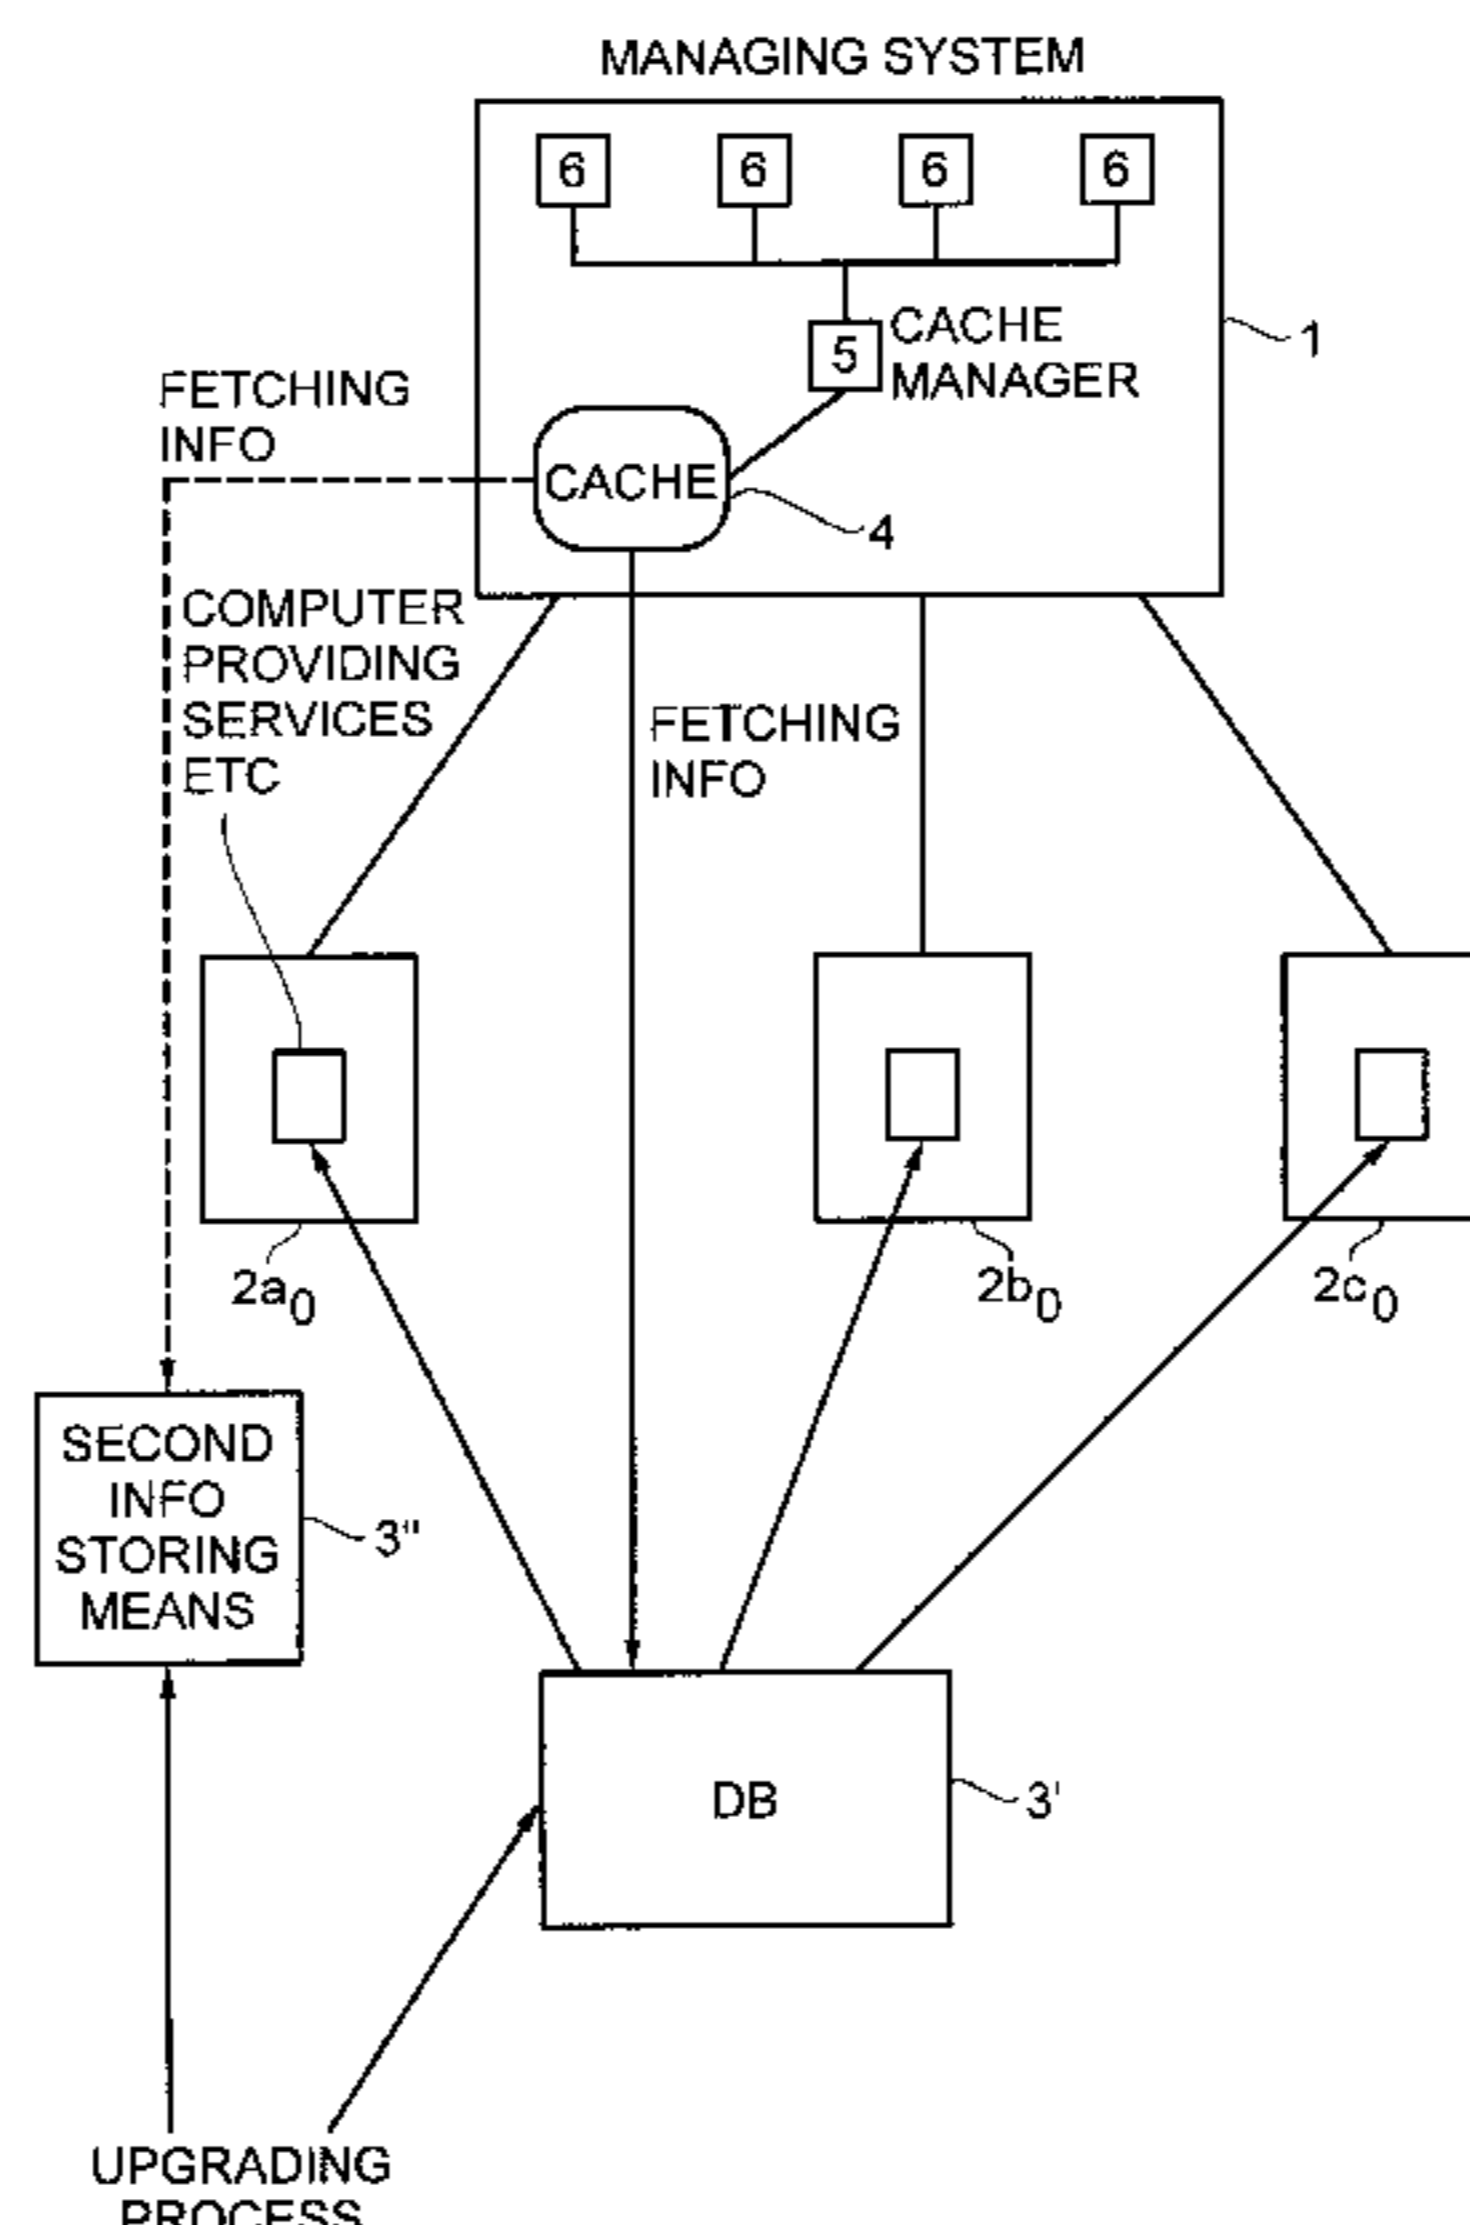 MANAGING SYSTEM
6 6 6 6
CACHE
MANAGER
5
1
FETCHING
INFO
CACHE
4
COMPUTER
PROVIDING
SERVICES
ETC
FETCHING
INFO
2a0
2b0
2c0
SECOND
INFO
STORING
MEANS
3"
DB
3'
UPGRADING
PROCESS